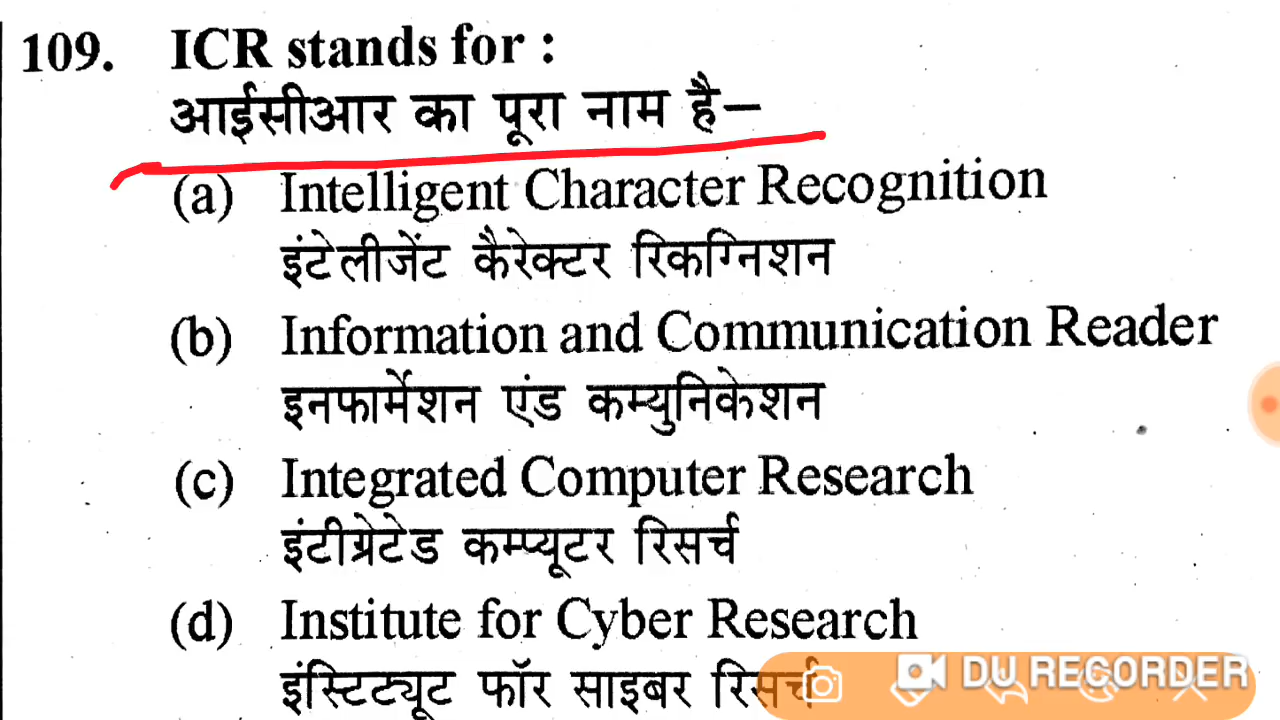 109. ICR stands for :
आईसीआर का पूरा नाम है–
(a) Intelligent Character Recognition
इंटेलीजेंट कैरेक्टर रिकग्निशन
(b) Information and Communication Reader
इनफार्मेशन एंड कम्युनिकेशन
(c) Integrated Computer Research
इंटीग्रेटेड कम्प्यूटर रिसर्च
(d) Institute for Cyber Research
इंस्टिट्यूट फॉर साइबर रिसर्च
DU RECORDER